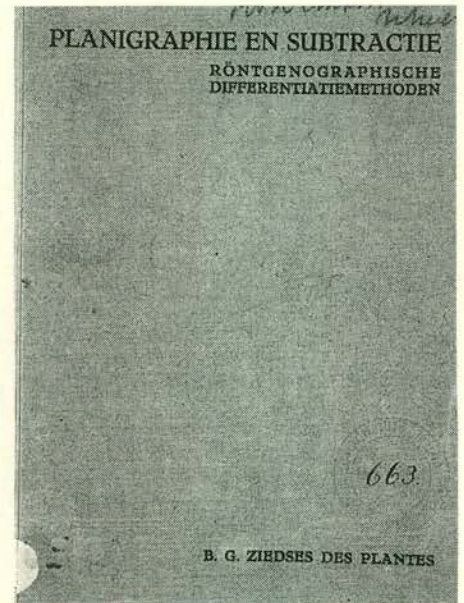 PLANIGRAPHIE EN SUBTRACTIE
RÖNTGENOGRAPHISCHE
DIFFERENTIATIEMETHODEN
663.
B. G. ZIEDSES DES PLANTES